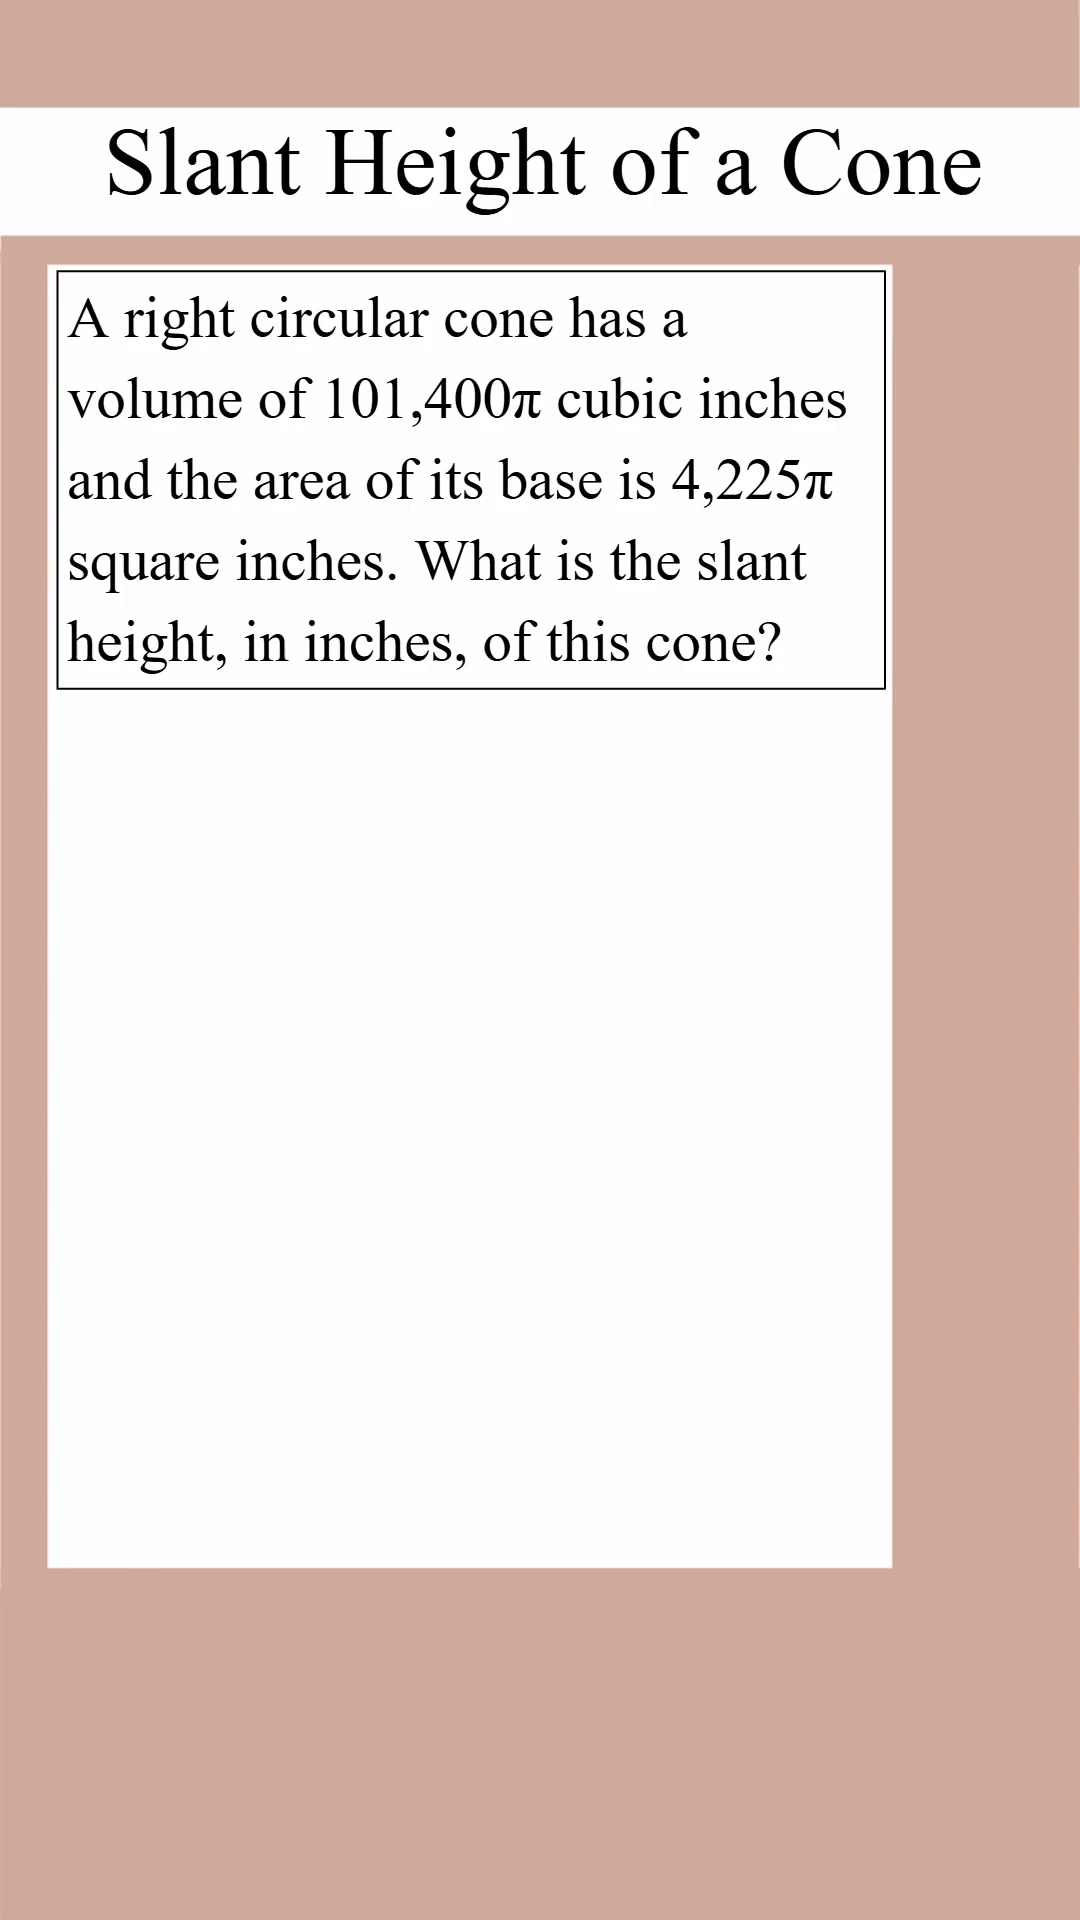 Slant Height of a Cone
A right circular cone has a
volume of 101,400π cubic inches
and the area of its base is 4,225π
square inches. What is the slant
height, in inches, of this cone?